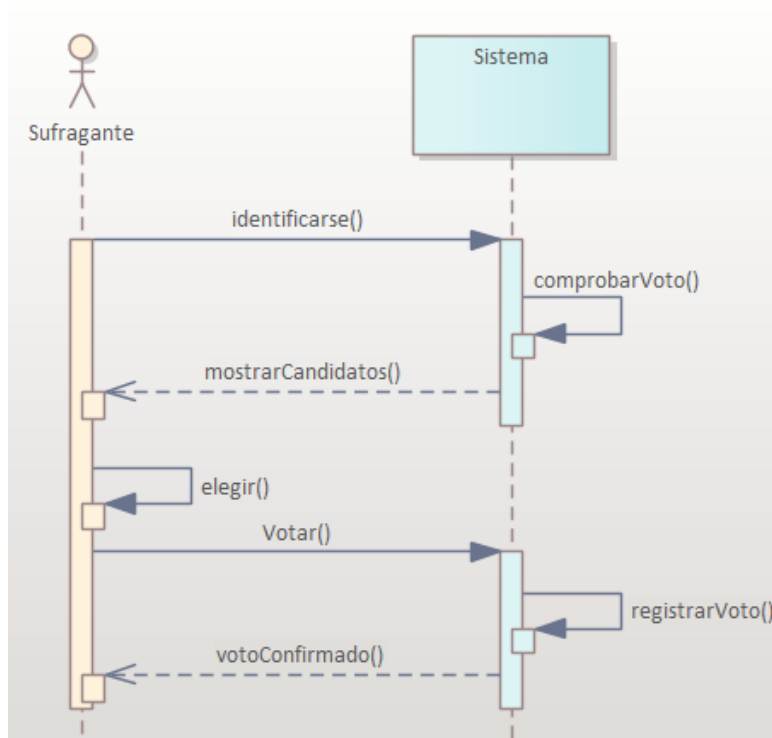 Sistema
Sufragante
identificarse()
comprobarVoto()
mostrarCandidatos()
elegir()
Votar()
registrarVoto()
votoConfirmado()